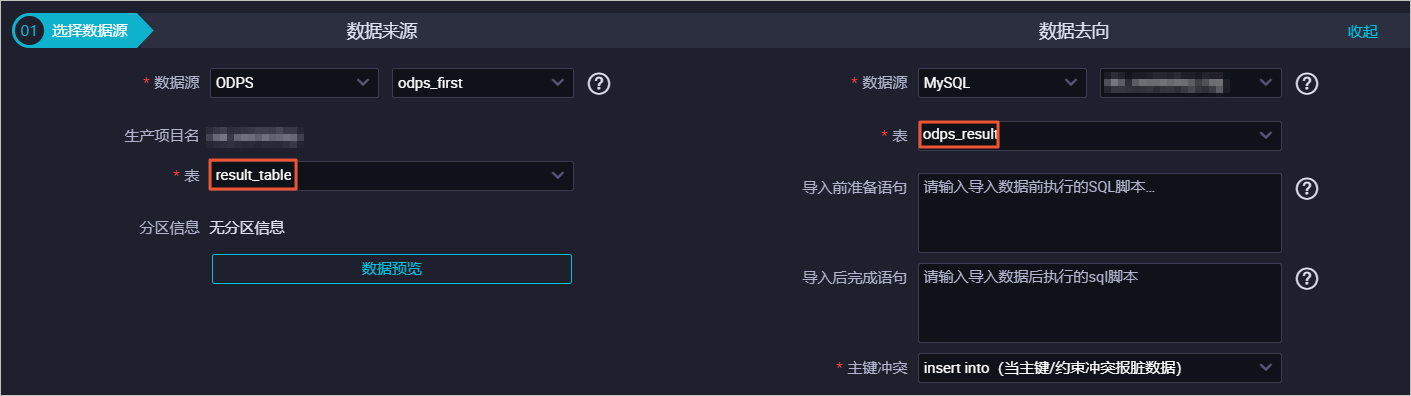 01 选择数据源 数据来源 数据去向 收起
* 数据源 ODPS odps_first ?
生产项目名
* 表 result_table
分区信息 无分区信息
数据预览
* 数据源 MySQL ?
* 表 odps_result
导入前准备语句 请输入导入数据前执行的SQL脚本... ?
导入后完成语句 请输入导入数据后执行的sql脚本 ?
* 主键冲突 insert into（当主键/约束冲突报脏数据）